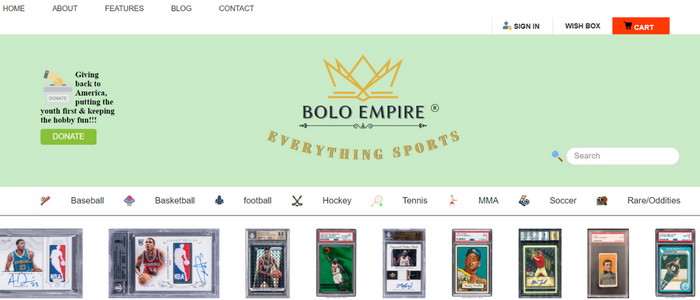 HOME ABOUT FEATURES BLOG CONTACT
SIGN IN WISH BOX CART
Giving
back to
America,
putting the
youth first & keeping
the hobby fun!!!
DONATE
DONATE
BOLO EMPIRE ®
EVERYTHING SPORTS
Search
Baseball Basketball football Hockey Tennis MMA Soccer Rare/Oddities